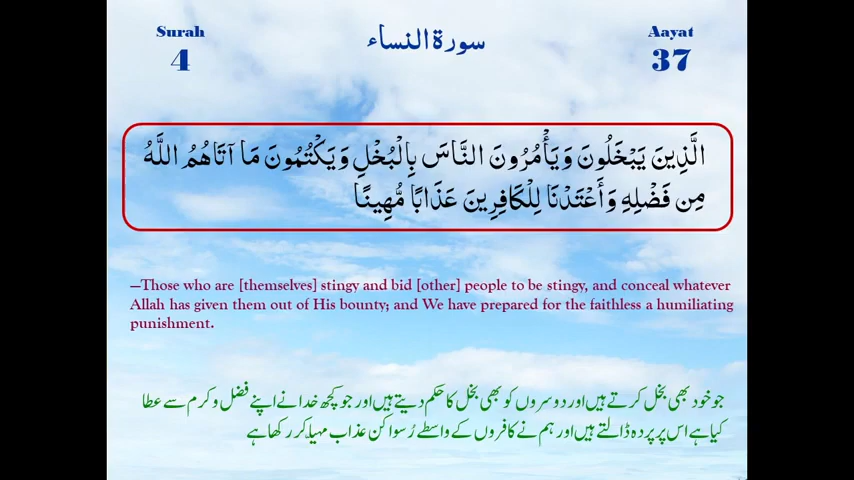 Surah
4
سورة النساء
Aayat
37
الَّذِينَ يَبْخَلُونَ وَيَأْمُرُونَ النَّاسَ بِالْبُخْلِ وَيَكْتُمُونَ مَا آتَاهُمُ اللَّهُ
مِن فَضْلِهِ وَأَعْتَدْنَا لِلْكَافِرِينَ عَذَابًا مُّهِينًا
—Those who are [themselves] stingy and bid [other] people to be stingy, and conceal whatever
Allah has given them out of His bounty; and We have prepared for the faithless a humiliating
punishment.
جو خود بھی بخل کرتے ہیں اور دوسروں کو بھی بخل کا حکم دیتے ہیں اور جو کچھ خدا نے اپنے فضل و کرم سے عطا
کیا ہے اس پر پردہ ڈالتے ہیں اور ہم نے کافروں کے واسطے رُسوا کن عذاب مہیا کر رکھا ہے